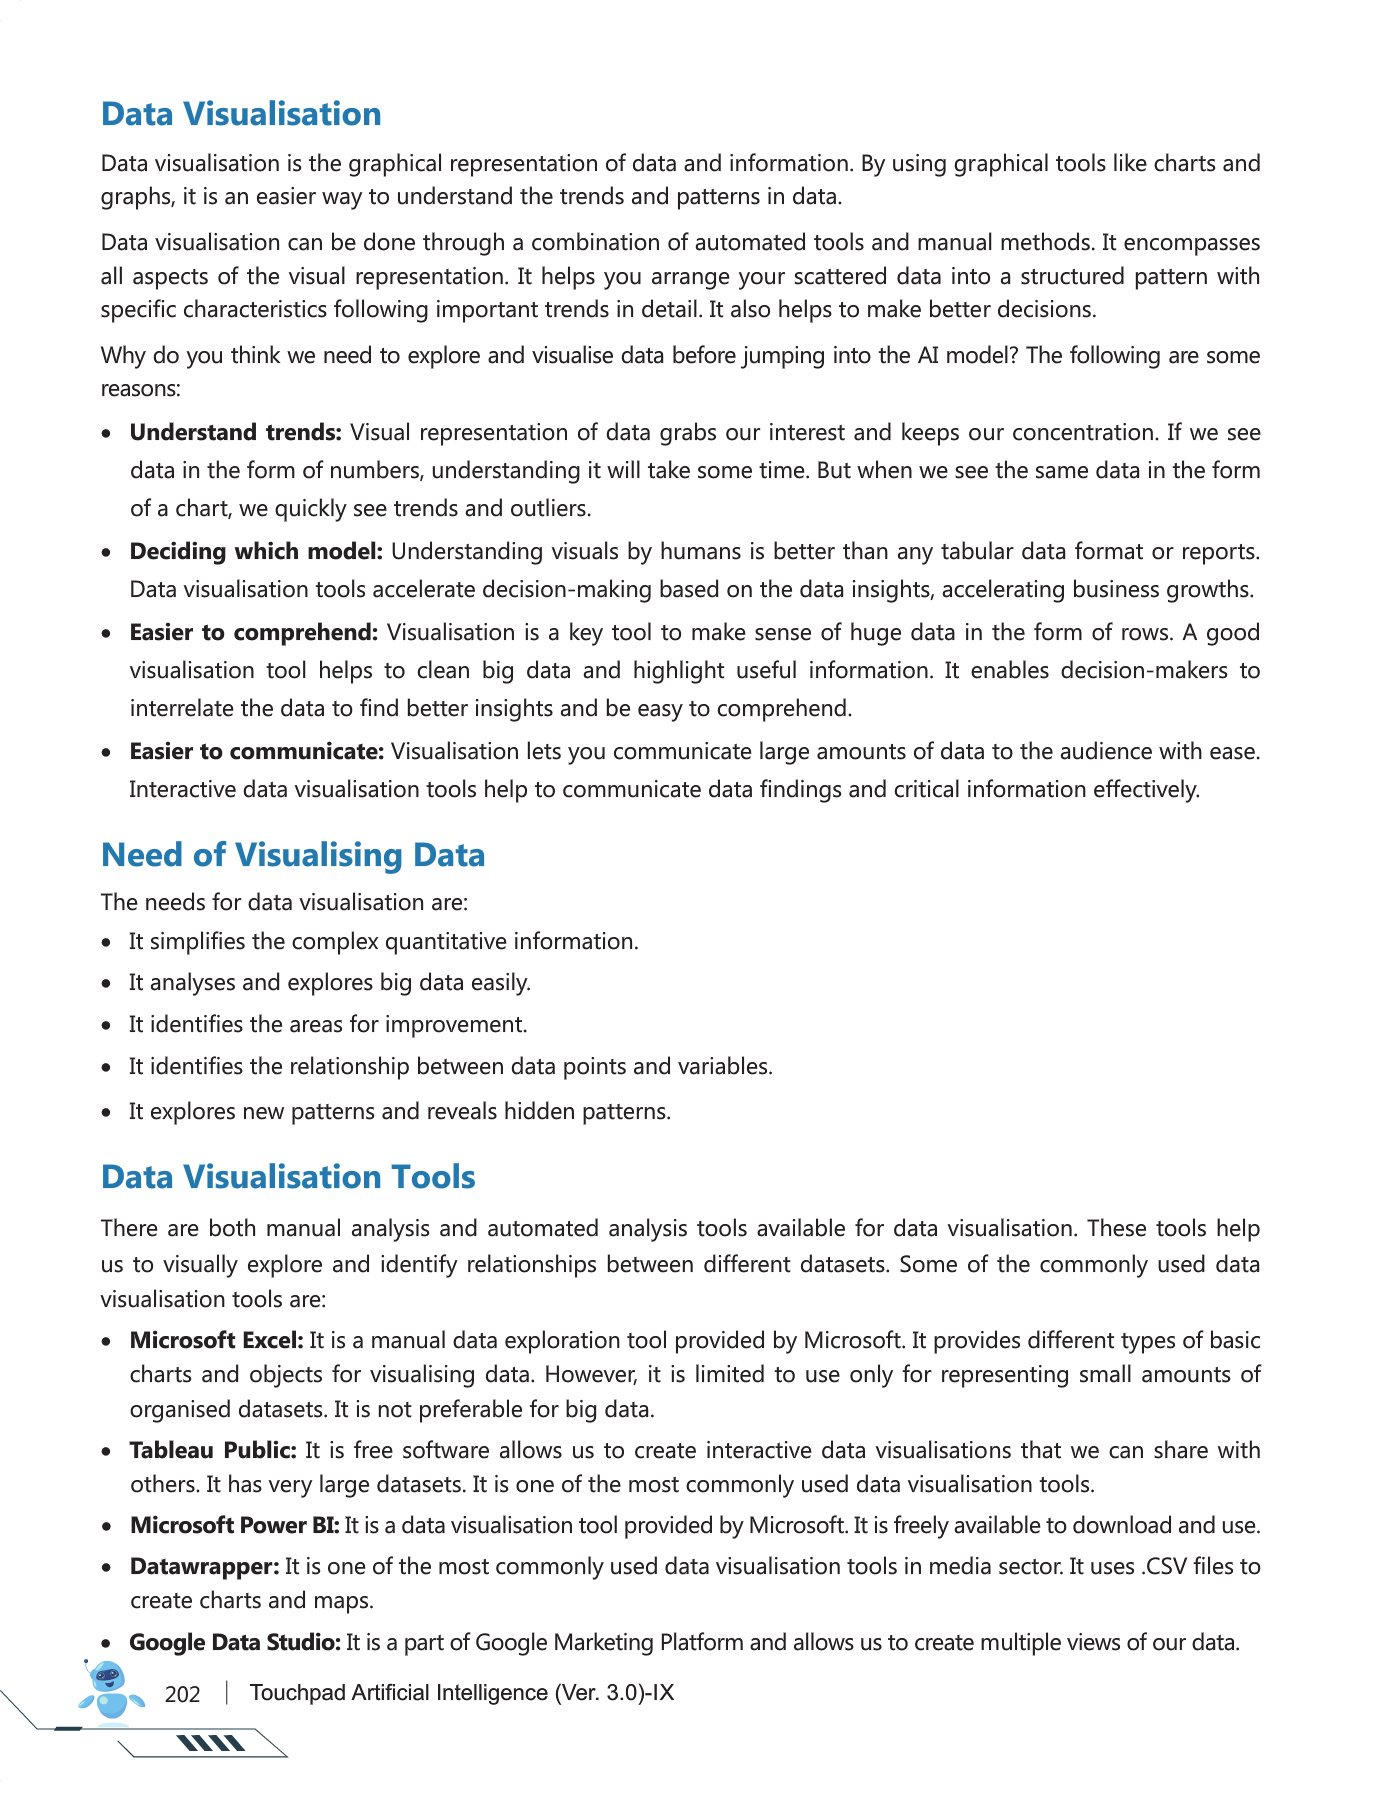 Data Visualisation
Data visualisation is the graphical representation of data and information. By using graphical tools like charts and
graphs, it is an easier way to understand the trends and patterns in data.
Data visualisation can be done through a combination of automated tools and manual methods. It encompasses
all aspects of the visual representation. It helps you arrange your scattered data into a structured pattern with
specific characteristics following important trends in detail. It also helps to make better decisions.
Why do you think we need to explore and visualise data before jumping into the AI model? The following are some
reasons:
• Understand trends: Visual representation of data grabs our interest and keeps our concentration. If we see
data in the form of numbers, understanding it will take some time. But when we see the same data in the form
of a chart, we quickly see trends and outliers.
• Deciding which model: Understanding visuals by humans is better than any tabular data format or reports.
Data visualisation tools accelerate decision-making based on the data insights, accelerating business growths.
• Easier to comprehend: Visualisation is a key tool to make sense of huge data in the form of rows. A good
visualisation tool helps to clean big data and highlight useful information. It enables decision-makers to
interrelate the data to find better insights and be easy to comprehend.
• Easier to communicate: Visualisation lets you communicate large amounts of data to the audience with ease.
Interactive data visualisation tools help to communicate data findings and critical information effectively.
Need of Visualising Data
The needs for data visualisation are:
• It simplifies the complex quantitative information.
• It analyses and explores big data easily.
• It identifies the areas for improvement.
• It identifies the relationship between data points and variables.
• It explores new patterns and reveals hidden patterns.
Data Visualisation Tools
There are both manual analysis and automated analysis tools available for data visualisation. These tools help
us to visually explore and identify relationships between different datasets. Some of the commonly used data
visualisation tools are:
• Microsoft Excel: It is a manual data exploration tool provided by Microsoft. It provides different types of basic
charts and objects for visualising data. However, it is limited to use only for representing small amounts of
organised datasets. It is not preferable for big data.
• Tableau Public: It is free software allows us to create interactive data visualisations that we can share with
others. It has very large datasets. It is one of the most commonly used data visualisation tools.
• Microsoft Power BI: It is a data visualisation tool provided by Microsoft. It is freely available to download and use.
• Datawrapper: It is one of the most commonly used data visualisation tools in media sector. It uses .CSV files to
create charts and maps.
• Google Data Studio: It is a part of Google Marketing Platform and allows us to create multiple views of our data.
202 | Touchpad Artificial Intelligence (Ver. 3.0)-IX